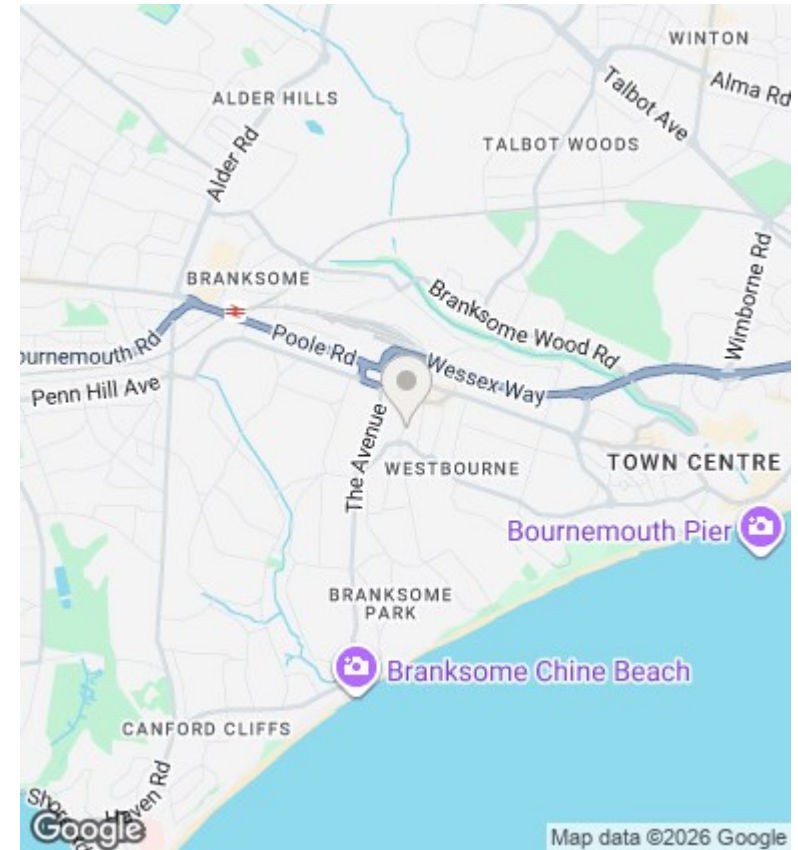 WINTON
Alma Rd
Talbot Ave
ALDER HILLS
TALBOT WOODS
Alder Rd
Wimborne Rd
BRANKSOME
Branksome Wood Rd
ournemouth Rd
Poole Rd
Wessex Way
Penn Hill Ave
The Avenue
WESTBOURNE
TOWN CENTRE
Bournemouth Pier
BRANKSOME
PARK
Branksome Chine Beach
CANFORD CLIFFS
Haven Rd
Google
Map data ©2026 Google